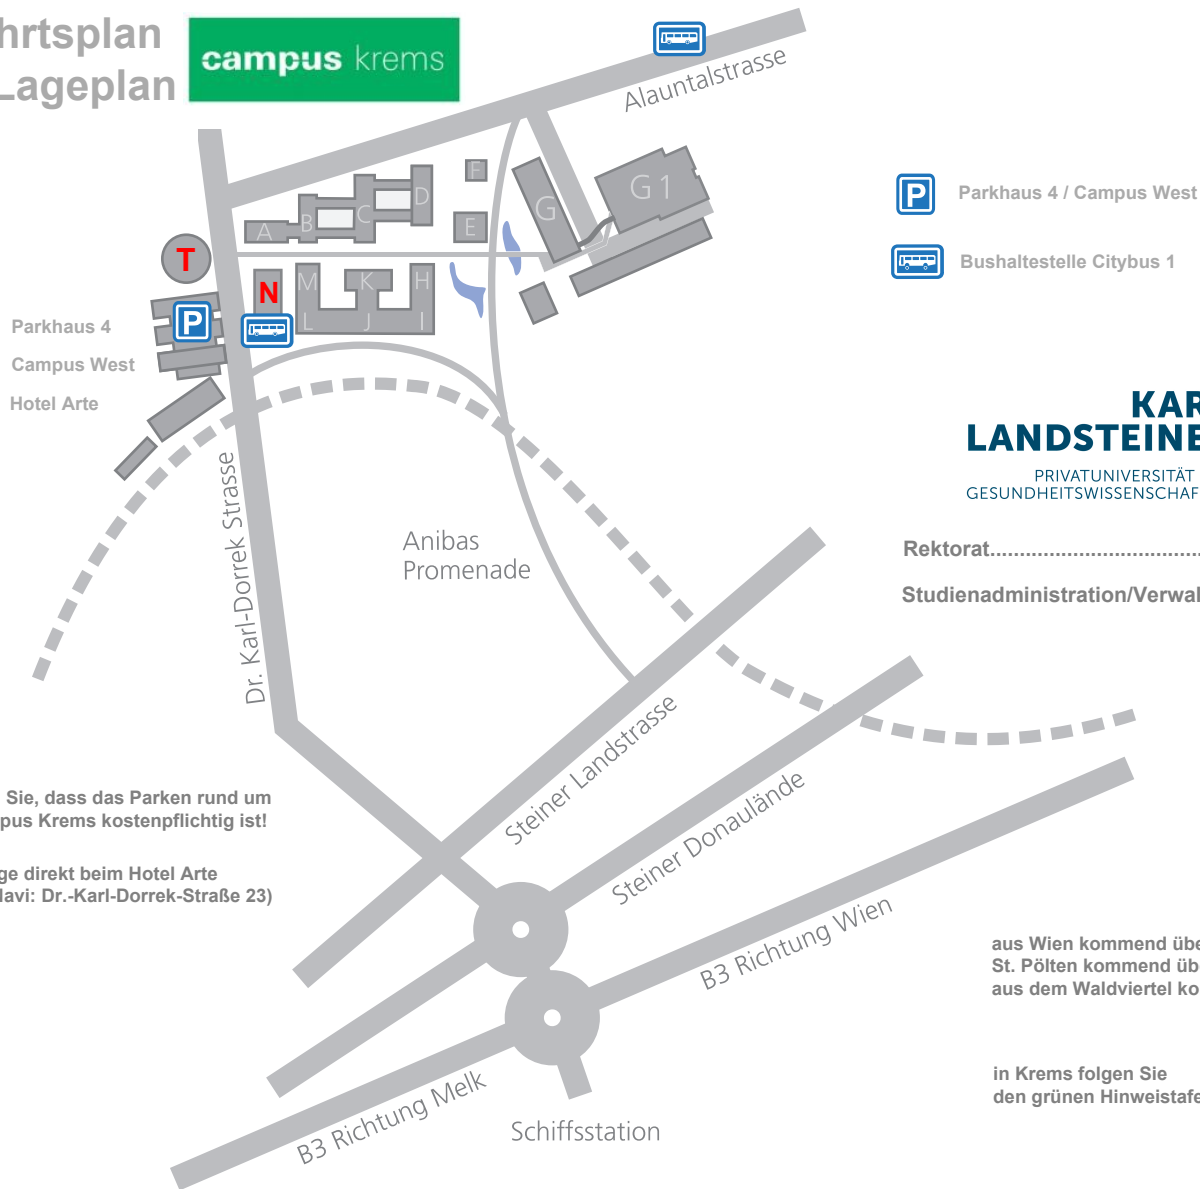 hrtsplan
Lageplan
campus krems
Alauntalstrasse
Parkhaus 4 / Campus West
Bushaltestelle Citybus 1
F
D
G
G1
C
B
A
E
T
N
M
K
H
L
J
I
P
P
Parkhaus 4
Campus West
Hotel Arte
KAR
LANDSTEINE
PRIVATUNIVERSITÄT
GESUNDHEITSWISSENSCHAF
Rektorat
Studienadministration/Verwal
Dr. Karl-Dorrek Strasse
Anibas
Promenade
Sie, dass das Parken rund um
pus Krems kostenpflichtig ist!
ge direkt beim Hotel Arte
Navi: Dr.-Karl-Dorrek-Straße 23)
Steiner Landstrasse
Steiner Donaulände
B3 Richtung Wien
B3 Richtung Melk
Schiffsstation
aus Wien kommend übe
St. Pölten kommend üb
aus dem Waldviertel ko
in Krems folgen Sie
den grünen Hinweistafe